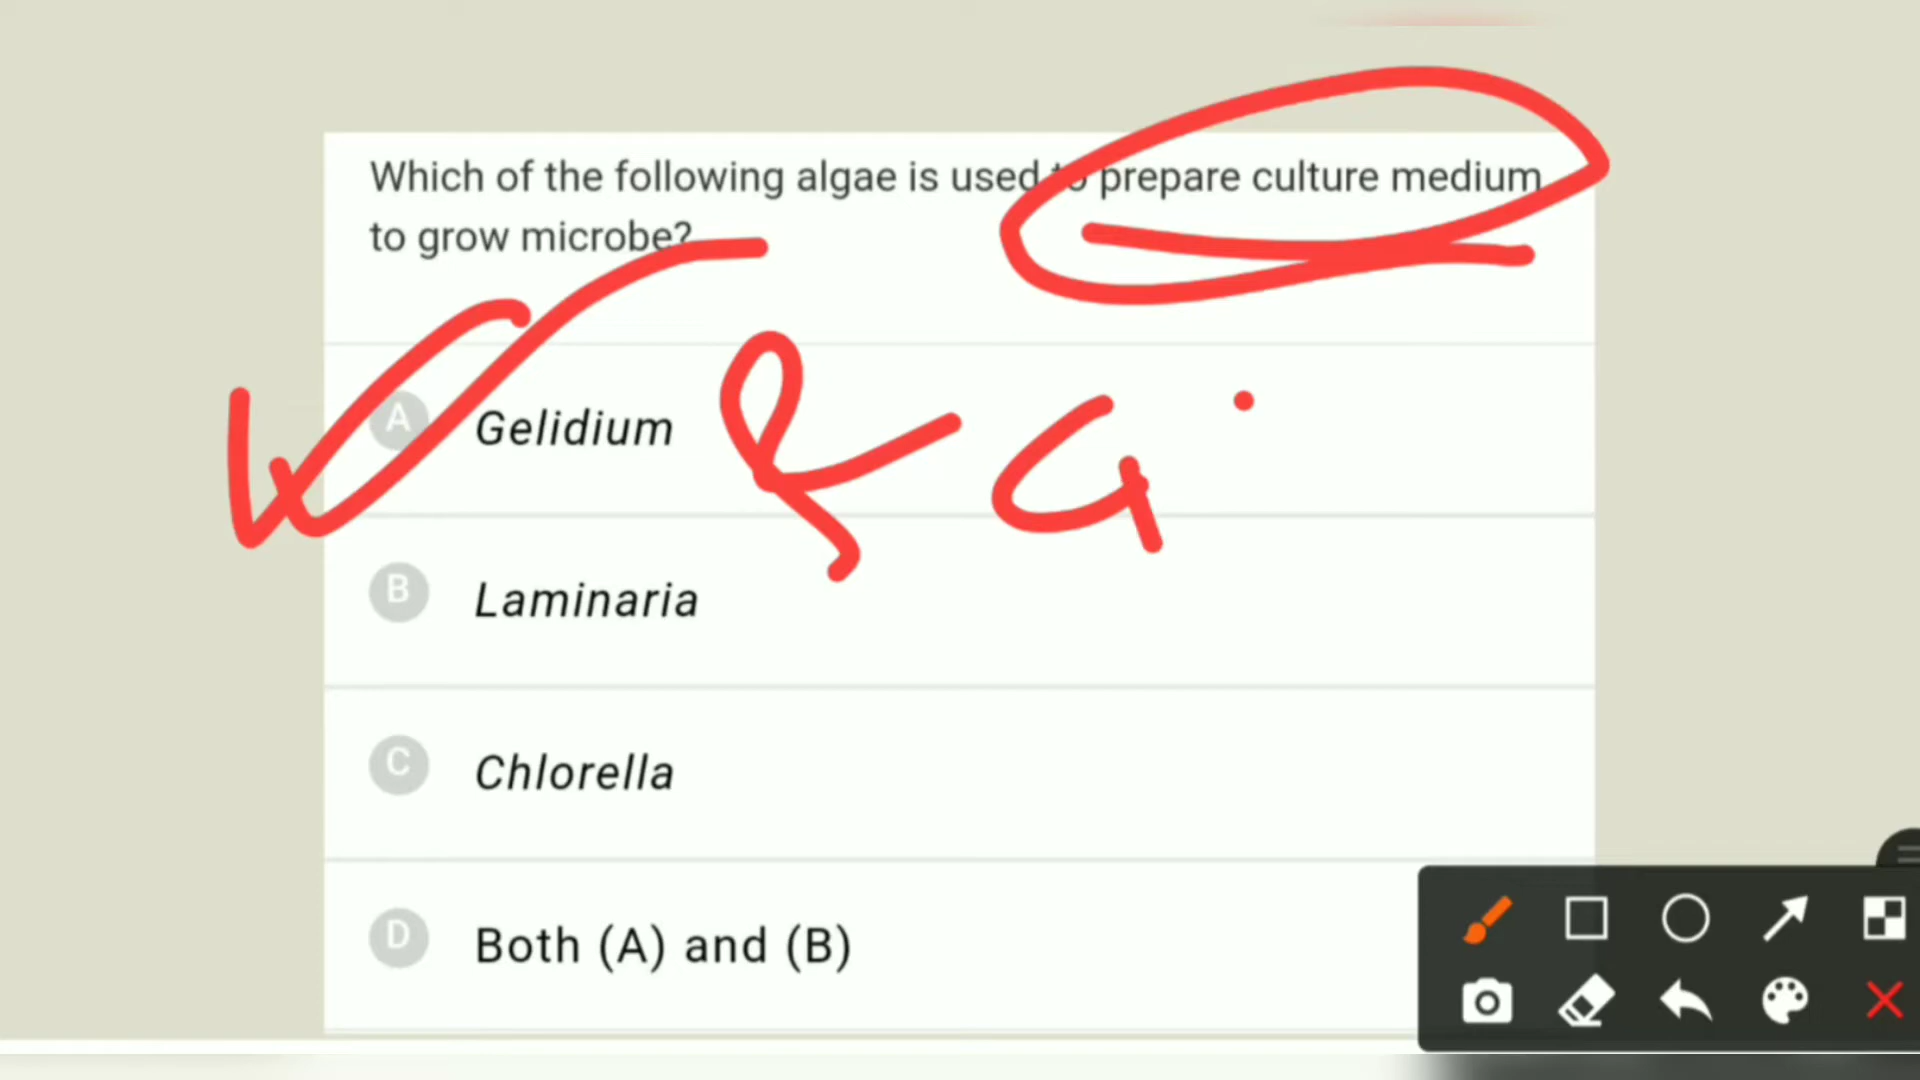 Which of the following algae is used to prepare culture medium
to grow microbe?
A Gelidium &
B Laminaria
C Chlorella
D Both (A) and (B)